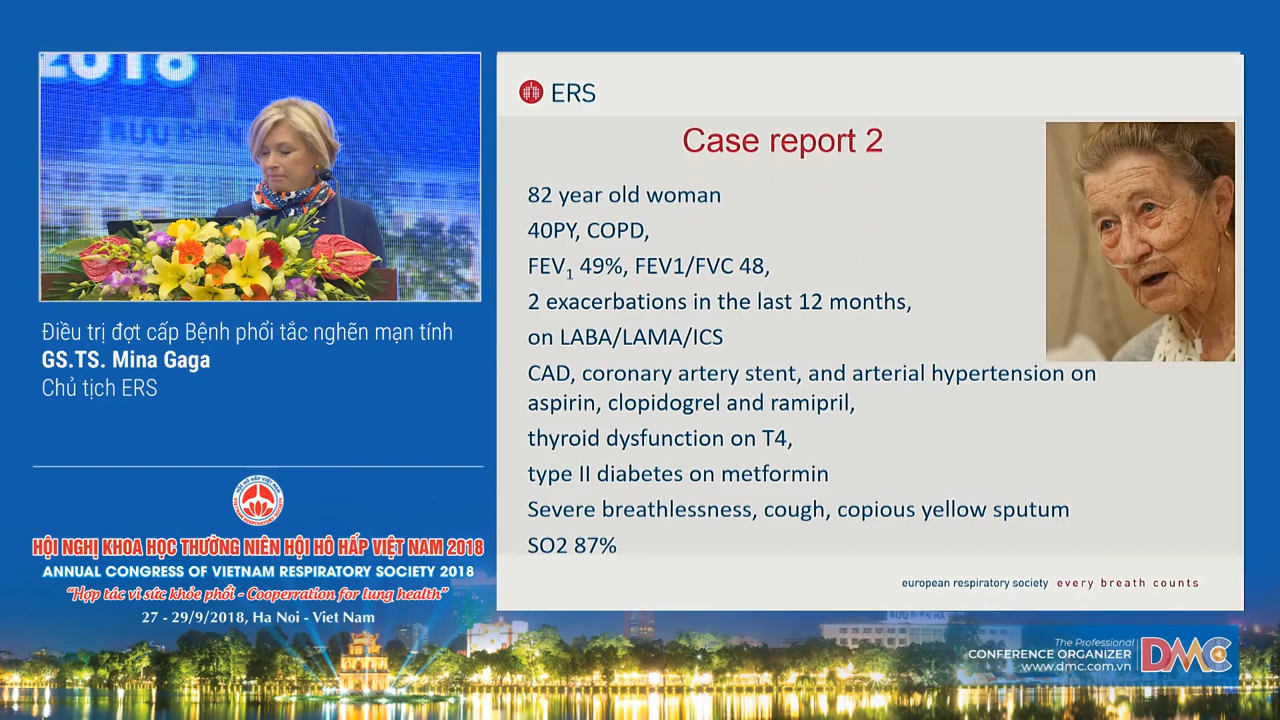 2018
Điều trị đợt cấp Bệnh phổi tắc nghẽn mạn tính
GS.TS. Mina Gaga
Chủ tịch ERS
HỘI NGHỊ KHOA HỌC THƯỜNG NIÊN HỘI HÔ HẤP VIỆT NAM 2018
ANNUAL CONGRESS OF VIETNAM RESPIRATORY SOCIETY 2018
“Hợp tác vì sức khỏe phổi - Cooperration for lung health”
27 - 29/9/2018, Ha Noi - Viet Nam
ERS
Case report 2
82 year old woman
40PY, COPD,
FEV1 49%, FEV1/FVC 48,
2 exacerbations in the last 12 months,
on LABA/LAMA/ICS
CAD, coronary artery stent, and arterial hypertension on
aspirin, clopidogrel and ramipril,
thyroid dysfunction on T4,
type II diabetes on metformin
Severe breathlessness, cough, copious yellow sputum
SO2 87%
european respiratory society every breath counts
The Professional
CONFERENCE ORGANIZER
www.dmc.com.vn
DMC